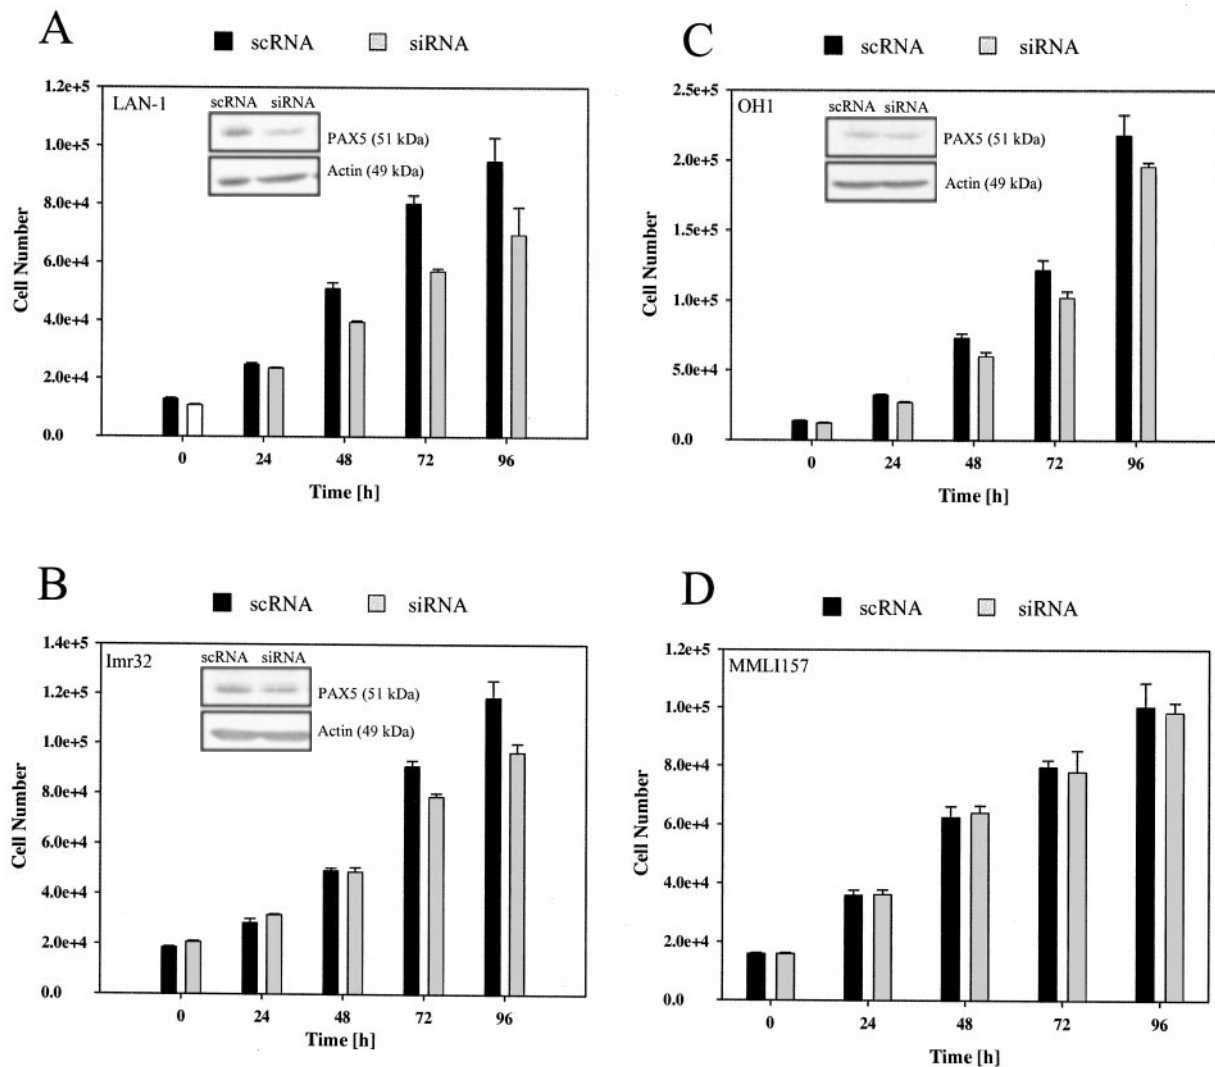 A
scRNA siRNA
1.2e+5
1.0e+5
8.0e+4
6.0e+4
4.0e+4
2.0e+4
0.0
Cell Number
LAN-1
scRNA siRNA
PAX5 (51 kDa)
Actin (49 kDa)
0 24 48 72 96
Time [h]
C
scRNA siRNA
2.5e+5
2.0e+5
1.5e+5
1.0e+5
5.0e+4
0.0
Cell Number
OH1
scRNA siRNA
PAX5 (51 kDa)
Actin (49 kDa)
0 24 48 72 96
Time [h]
B
scRNA siRNA
1.4e+5
1.2e+5
1.0e+5
8.0e+4
6.0e+4
4.0e+4
2.0e+4
0.0
Cell Number
Imr32
scRNA siRNA
PAX5 (51 kDa)
Actin (49 kDa)
0 24 48 72 96
Time [h]
D
scRNA siRNA
1.2e+5
1.0e+5
8.0e+4
6.0e+4
4.0e+4
2.0e+4
0.0
Cell Number
MMLI157
0 24 48 72 96
Time [h]